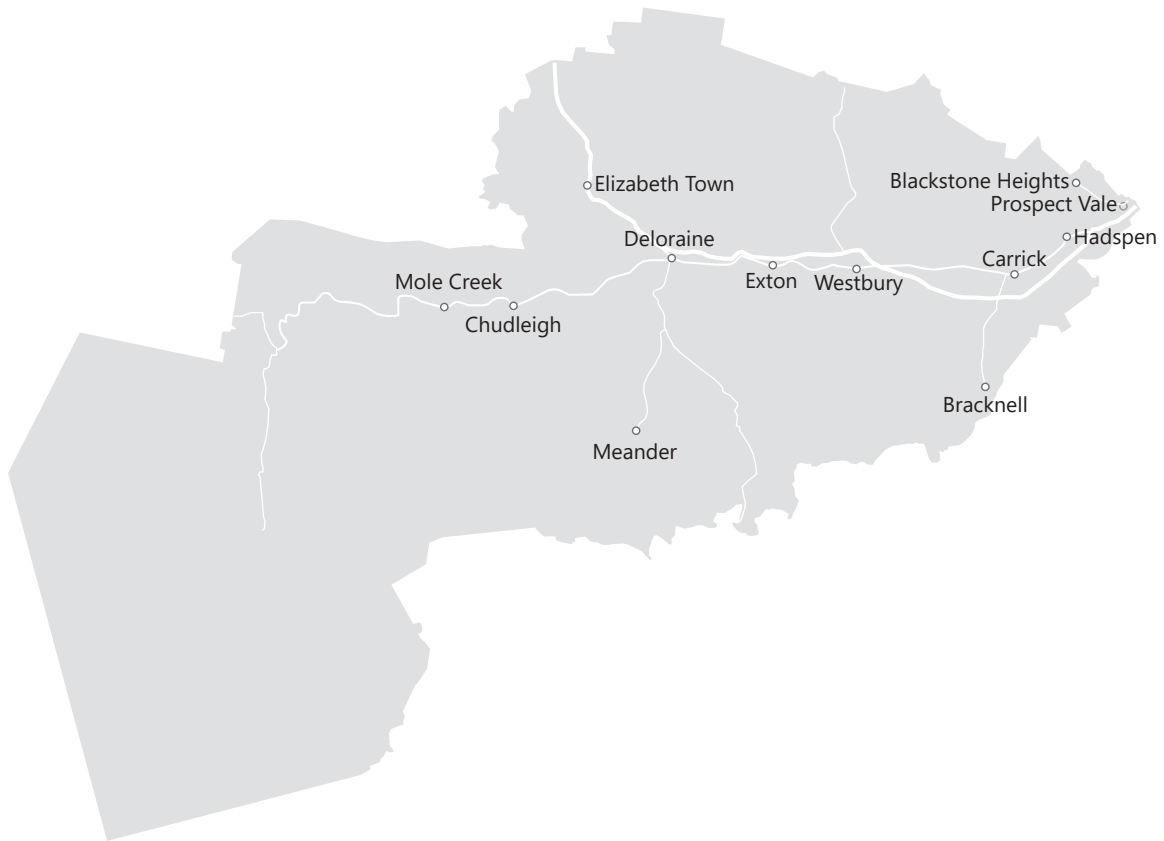 Blackstone Heights
Elizabeth Town
Prospect Vale
Hadspen
Deloraine
Carrick
Exton
Westbury
Mole Creek
Chudleigh
Bracknell
Meander